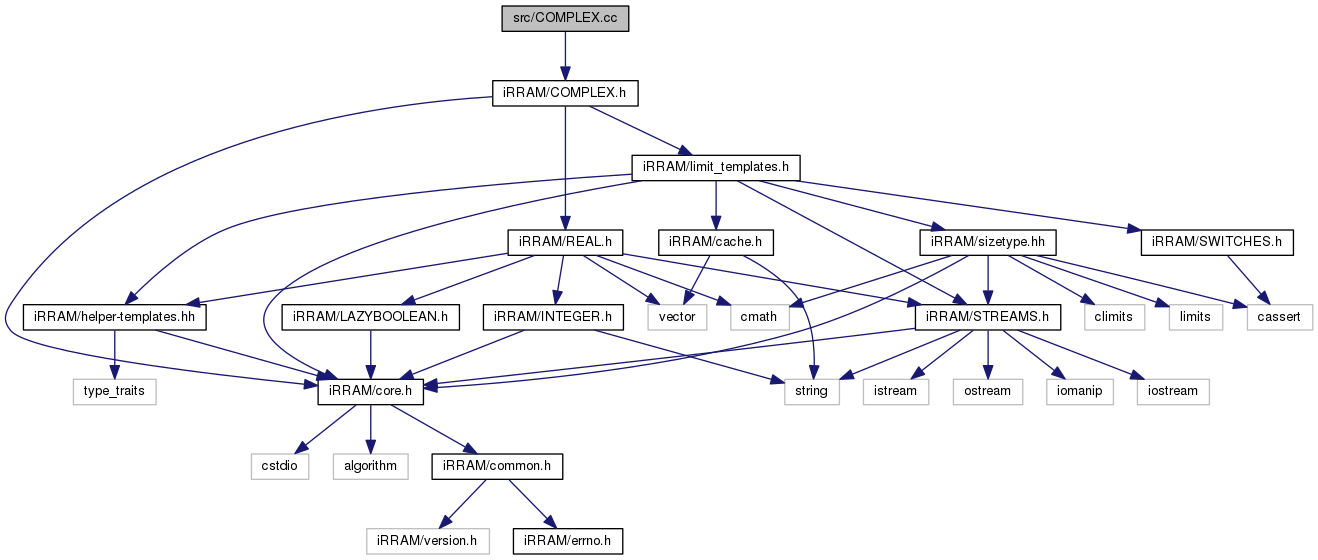 src/COMPLEX.cc
iRRAM/COMPLEX.h
iRRAM/limit_templates.h
iRRAM/REAL.h
iRRAM/cache.h
iRRAM/sizetype.hh
iRRAM/SWITCHES.h
iRRAM/helper-templates.hh
iRRAM/LAZYBOOLEAN.h
iRRAM/INTEGER.h
vector
cmath
iRRAM/STREAMS.h
climits
limits
cassert
type_traits
iRRAM/core.h
string
istream
ostream
iomanip
iostream
cstdio
algorithm
iRRAM/common.h
iRRAM/version.h
iRRAM/errno.h